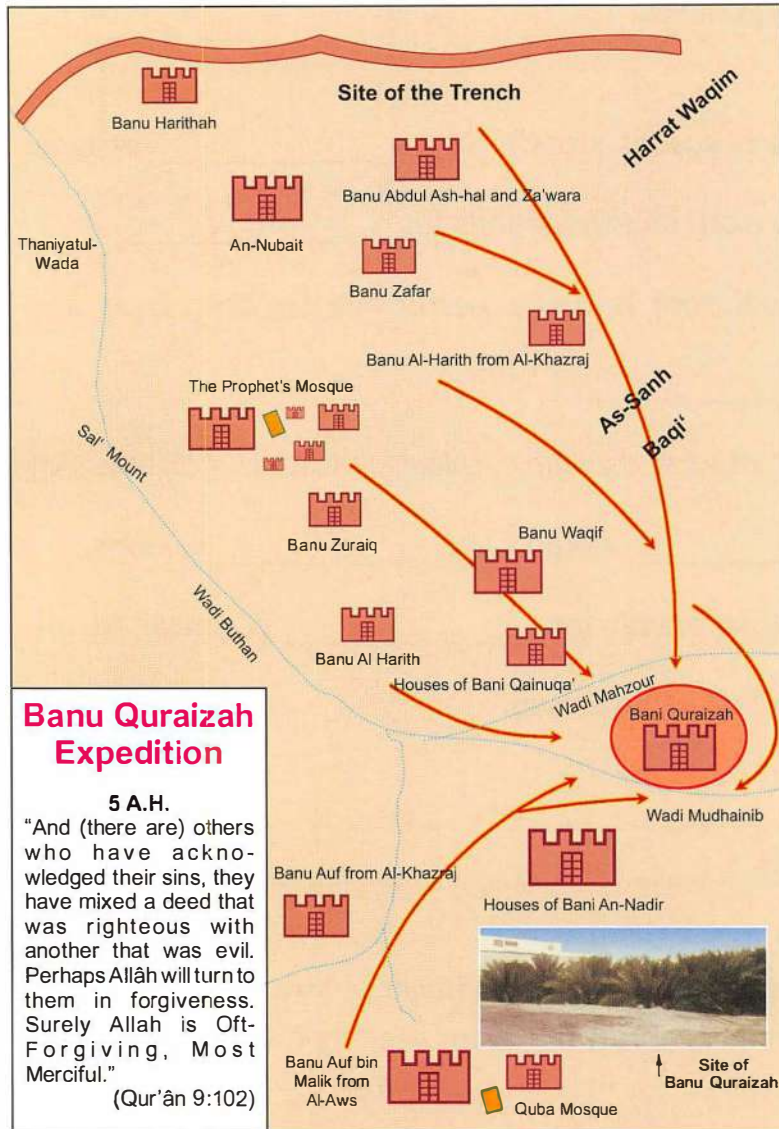 Banu Harithah
Site of the Trench
Harrat Waqim
Banu Abdul Ash-hal and Za'wara
An-Nubait
Thaniyatul-
Wada
Banu Zafar
Banu Al-Harith from Al-Khazraj
The Prophet's Mosque
As-Sanh
Baqi'
Sal' Mount
Banu Zuraiq
Banu Waqif
Wadi Buthan
Banu Al Harith
Houses of Bani Qainuqa'
Wadi Mahzour
Bani Quraizah
Wadi Mudhainib
Banu Auf from Al-Khazraj
Houses of Bani An-Nadir
Banu Auf bin
Malik from
Al-Aws
Quba Mosque
Site of
Banu Quraizah
Banu Quraizah
Expedition
5 A.H.
"And (there are) others
who have ackno-
wledged their sins, they
have mixed a deed that
was righteous with
another that was evil.
Perhaps Allâh will turn to
them in forgiveness.
Surely Allah is Oft-
Forgiving, Most
Merciful."
(Qur'ân 9:102)